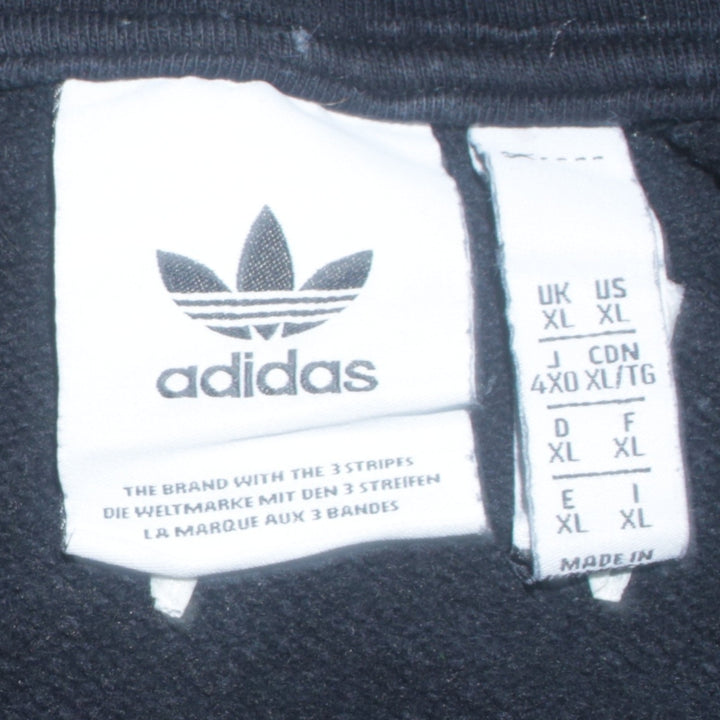 adidas
THE BRAND WITH THE 3 STRIPES
DIE WELTMARKE MIT DEN 3 STREIFEN
LA MARQUE AUX 3 BANDES
UK US
XL XL
J CDN
4XO XL/TG
D F
XL XL
E I
XL XL
MADE IN